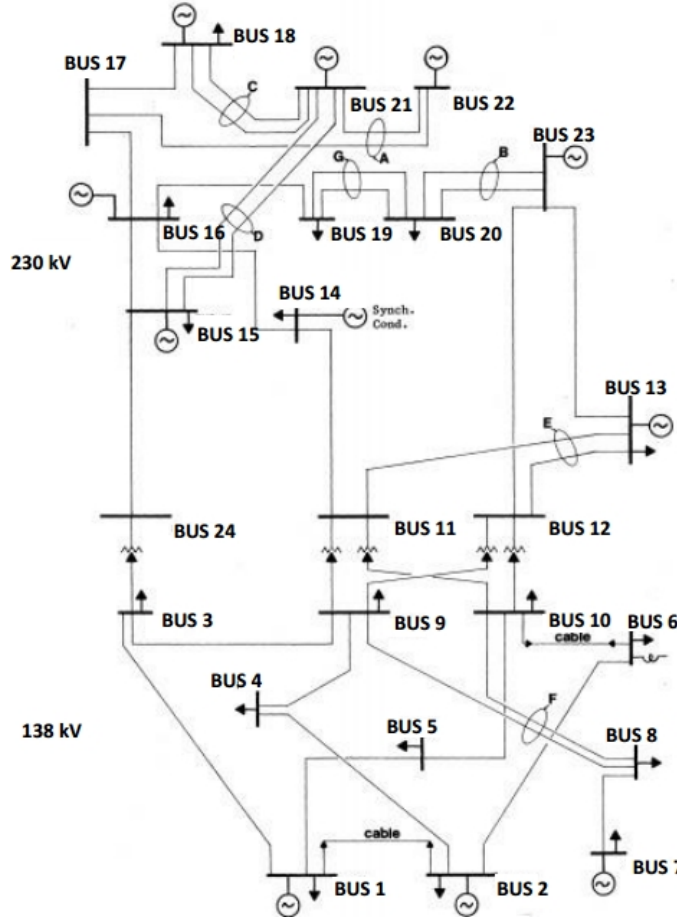 BUS 18
BUS 17
C
BUS 21
BUS 22
BUS 23
A
G
B
BUS 16
D
BUS 19
BUS 20
230 kV
BUS 14
Synch.
Cond.
BUS 15
BUS 13
E
BUS 24
BUS 11
BUS 12
BUS 3
BUS 9
BUS 10
BUS 6
cable
BUS 4
F
BUS 5
BUS 8
138 kV
cable
BUS 1
BUS 2
BUS 7